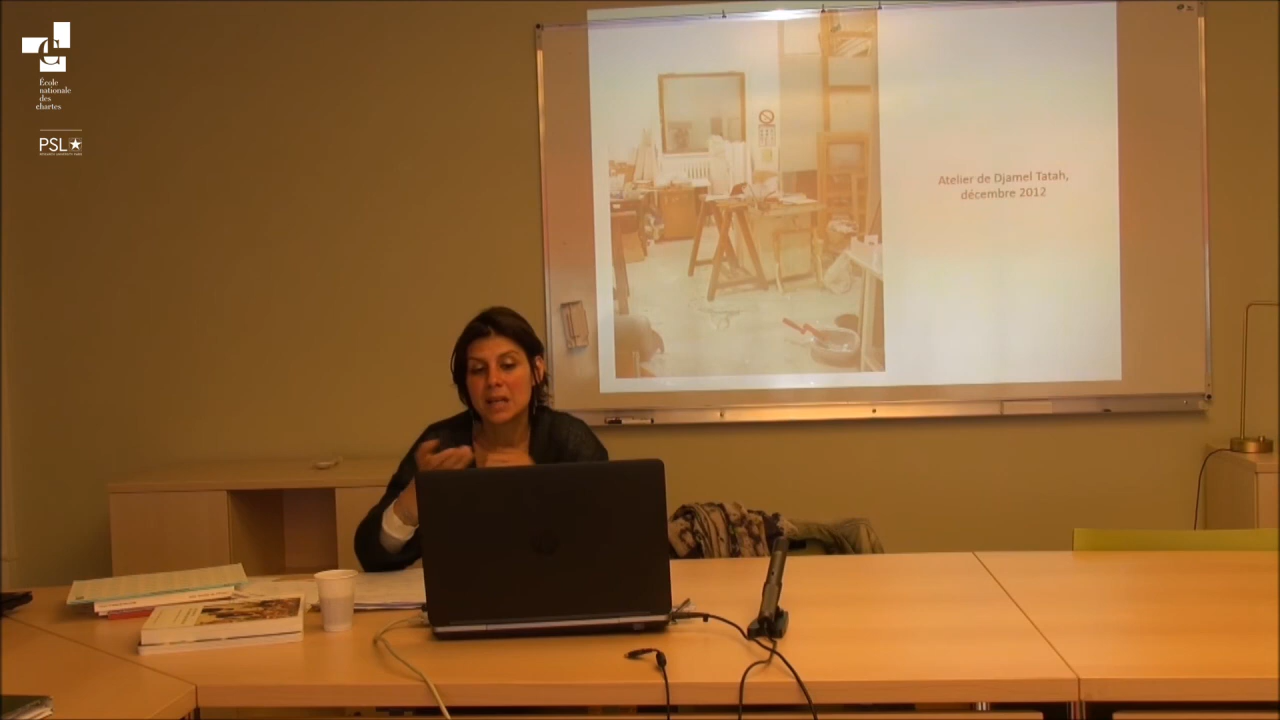 École
nationale
des
chartes
PSL
Atelier de Djamel Tatah,
décembre 2012